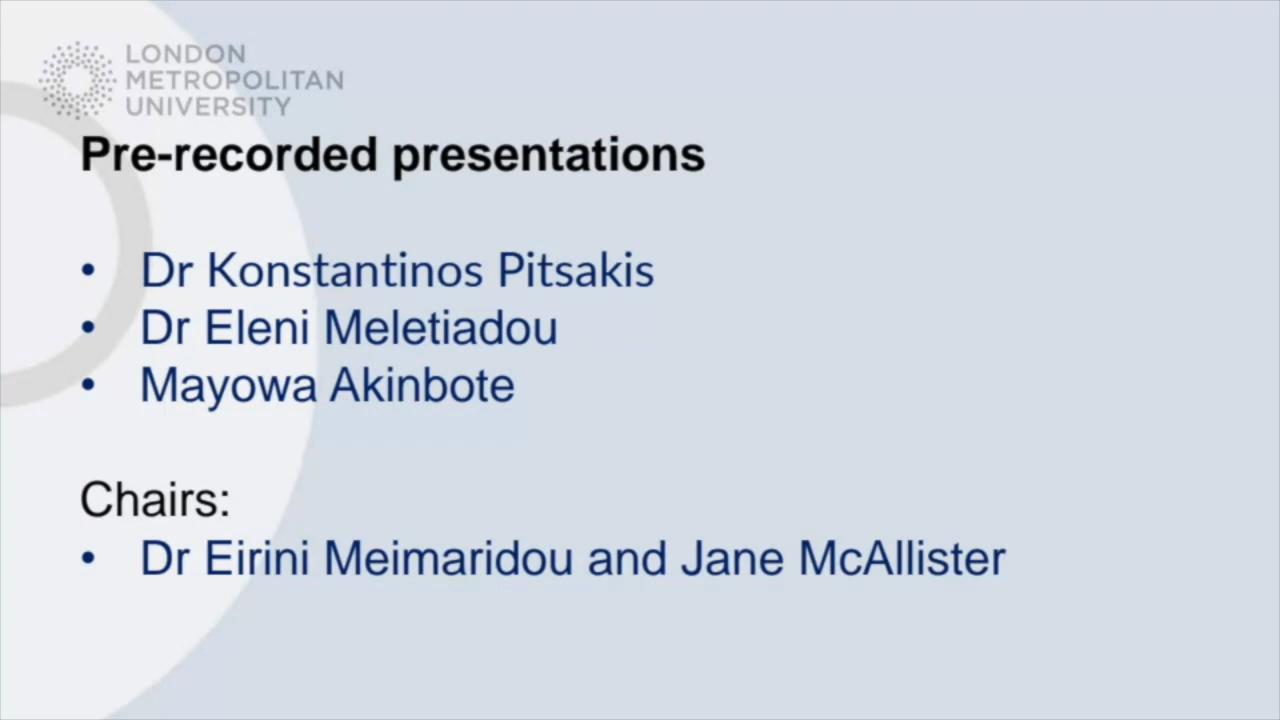 LONDON
METROPOLITAN
UNIVERSITY
Pre-recorded presentations
• Dr Konstantinos Pitsakis
• Dr Eleni Meletiadou
• Mayowa Akinbote
Chairs:
• Dr Eirini Meimaridou and Jane McAllister